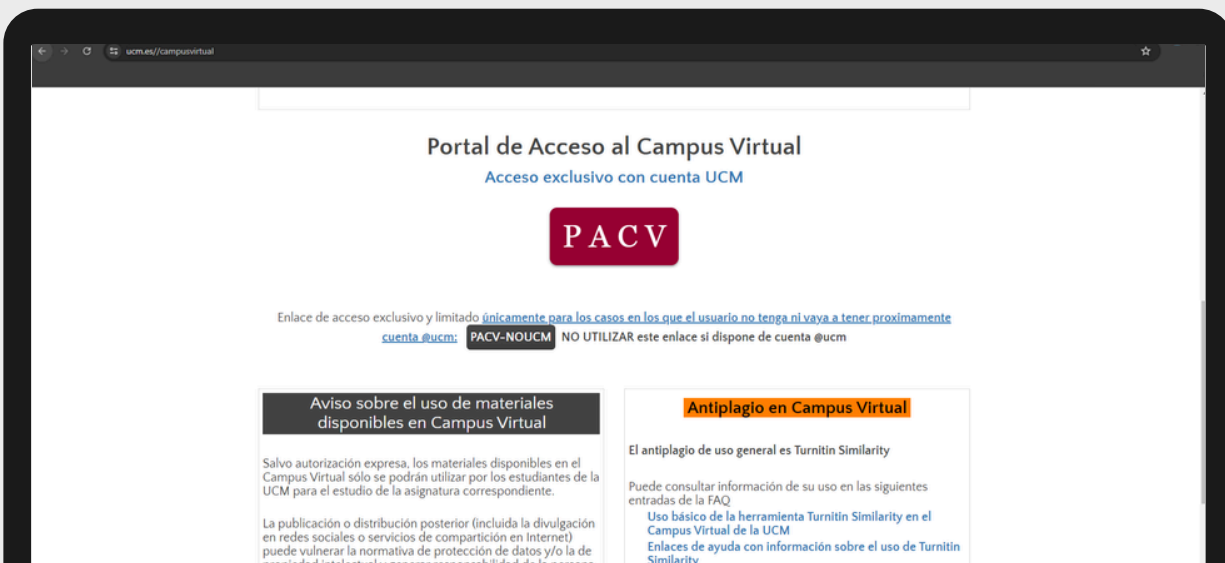 ucm.es//campusvirtual
Portal de Acceso al Campus Virtual
Acceso exclusivo con cuenta UCM
PACV
Enlace de acceso exclusivo y limitado únicamente para los casos en los que el usuario no tenga ni vaya a tener proximamente
cuenta @ucm: PACV-NOUCM NO UTILIZAR este enlace si dispone de cuenta @ucm
Aviso sobre el uso de materiales
disponibles en Campus Virtual
Salvo autorización expresa, los materiales disponibles en el
Campus Virtual sólo se podrán utilizar por los estudiantes de la
UCM para el estudio de la asignatura correspondiente.
La publicación o distribución posterior (incluida la divulgación
en redes sociales o servicios de compartición en Internet)
puede vulnerar la normativa de protección de datos y/o la de
propiedad intelectual y generar responsabilidad de la persona
Antiplagio en Campus Virtual
El antiplagio de uso general es Turnitin Similarity
Puede consultar información de su uso en las siguientes
entradas de la FAQ
Uso básico de la herramienta Turnitin Similarity en el
Campus Virtual de la UCM
Enlaces de ayuda con información sobre el uso de Turnitin
Similarity